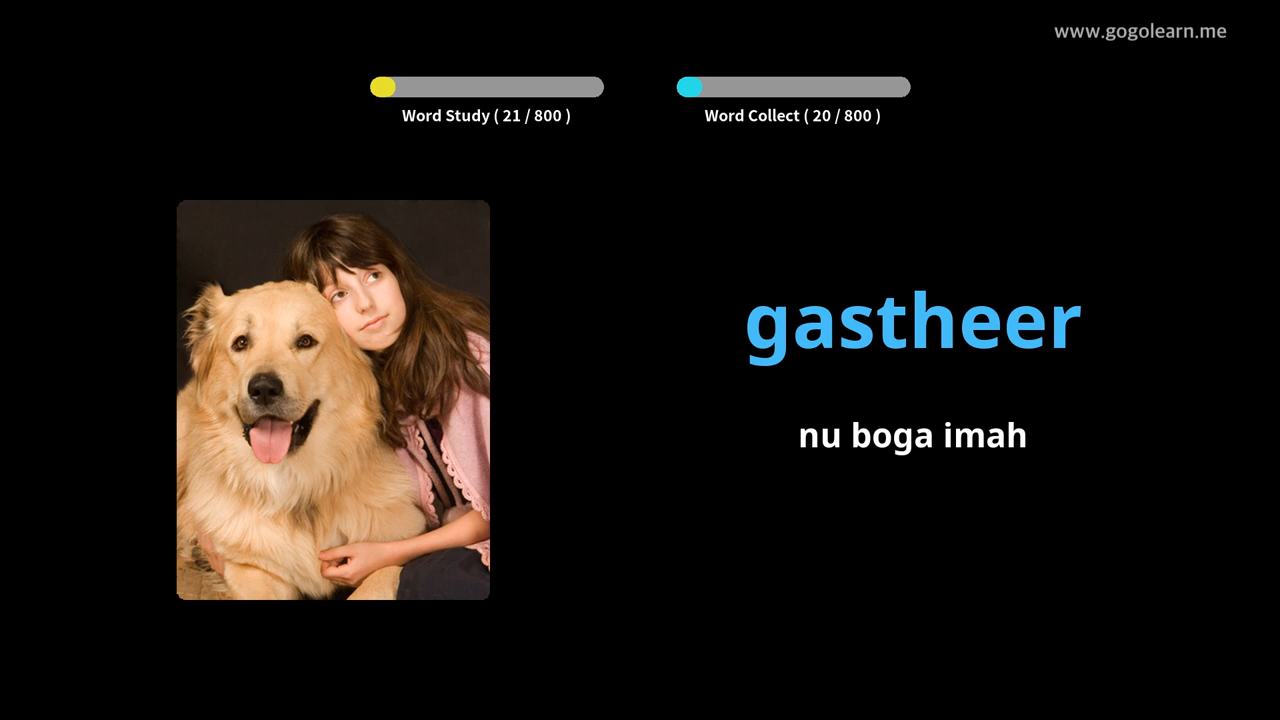 www.gogolearn.me
Word Study ( 21 / 800 )
Word Collect ( 20 / 800 )
gastheer
nu boga imah